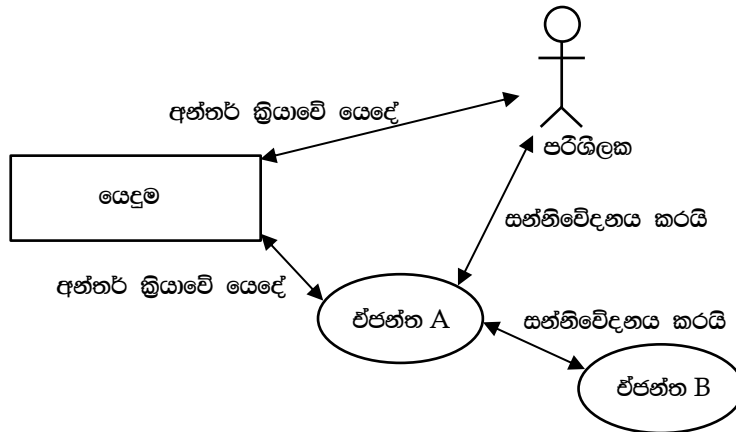 අන්තර් ක්‍රියාවේ යෙදේ
පරිශීලක
යෙදුම
සන්නිවේදනය කරයි
අන්තර් ක්‍රියාවේ යෙදේ
ඒජන්ත A
සන්නිවේදනය කරයි
ඒජන්ත B